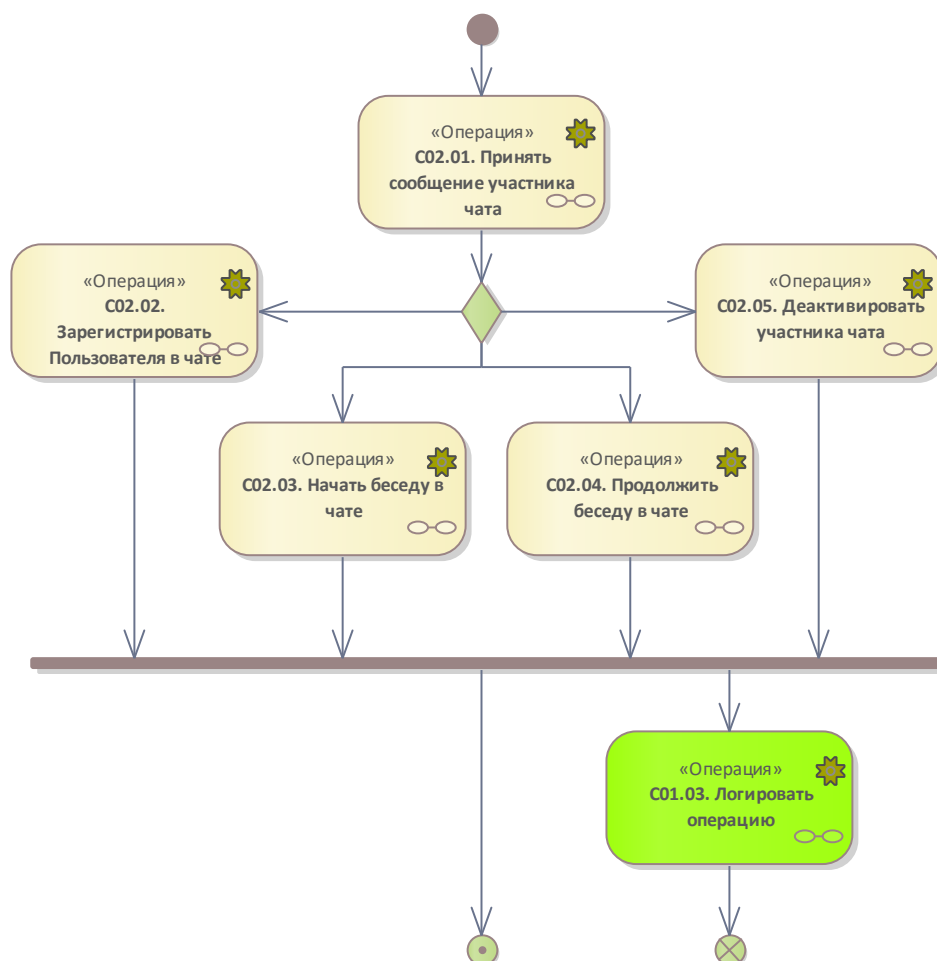 «Операция»
C02.01. Принять
сообщение участника
чата
«Операция»
C02.02.
Зарегистрировать
Пользователя в чате
«Операция»
C02.05. Деактивировать
участника чата
«Операция»
C02.03. Начать беседу в
чате
«Операция»
C02.04. Продолжить
беседу в чате
«Операция»
C01.03. Логировать
операцию